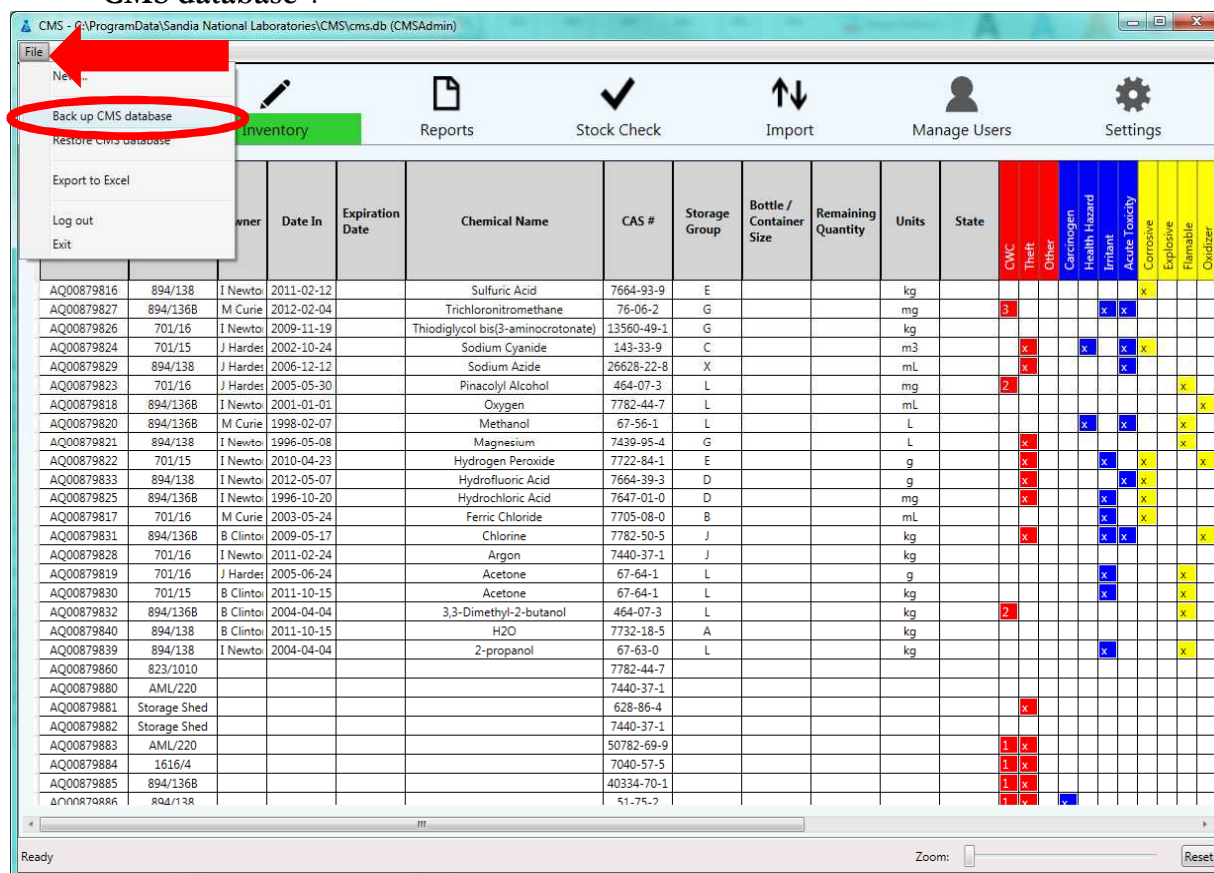 CMS database".
CMS - C:\ProgramData\Sandia National Laboratories\CMS\cms.db (CMSAdmin)
File
Back up CMS database
Restore CMS database
Export to Excel
Log out
Exit
Inventory Reports Stock Check Import Manage Users Settings
Date In Expiration Date Chemical Name CAS # Storage Group Bottle / Container Size Remaining Quantity Units State CWC Theft Other Carcinogen Health Hazard Irritant Acute Toxicity Corrosive Explosive Flamable Oxidizer
AQ00879816 894/138 I Newto 2011-02-12 Sulfuric Acid 7664-93-9 E kg x
AQ00879827 894/136B M Curie 2012-02-04 Trichloronitromethane 76-06-2 G mg 3 x x
AQ00879826 701/16 I Newto 2009-11-19 Thiodiglycol bis(3-aminocrotonate) 13560-49-1 G kg
AQ00879824 701/15 J Hardes 2002-10-24 Sodium Cyanide 143-33-9 C m3 x x x x
AQ00879829 894/138 J Hardes 2006-12-12 Sodium Azide 26628-22-8 X mL x x
AQ00879823 701/16 J Hardes 2005-05-30 Pinacolyl Alcohol 464-07-3 L mg 2 x
AQ00879818 894/136B I Newto 2001-01-01 Oxygen 7782-44-7 L mL x
AQ00879820 894/136B M Curie 1998-02-07 Methanol 67-56-1 L L x x x
AQ00879821 894/138 I Newto 1996-05-08 Magnesium 7439-95-4 G L x x
AQ00879822 701/15 I Newto 2010-04-23 Hydrogen Peroxide 7722-84-1 E g x x x x
AQ00879833 894/138 I Newto 2012-05-07 Hydrofluoric Acid 7664-39-3 D g x x x
AQ00879825 894/136B I Newto 1996-10-20 Hydrochloric Acid 7647-01-0 D mg x x x
AQ00879817 701/16 M Curie 2003-05-24 Ferric Chloride 7705-08-0 B mL x x
AQ00879831 894/136B B Clinto 2009-05-17 Chlorine 7782-50-5 J kg x x x x
AQ00879828 701/16 I Newto 2011-02-24 Argon 7440-37-1 J kg
AQ00879819 701/16 J Hardes 2005-06-24 Acetone 67-64-1 L g x x
AQ00879830 701/15 B Clinto 2011-10-15 Acetone 67-64-1 L kg x x
AQ00879832 894/136B B Clinto 2004-04-04 3,3-Dimethyl-2-butanol 464-07-3 L kg 2 x
AQ00879840 894/138 B Clinto 2011-10-15 H2O 7732-18-5 A kg
AQ00879839 894/138 I Newto 2004-04-04 2-propanol 67-63-0 L kg x x
AQ00879860 823/1010 7782-44-7
AQ00879880 AML/220 7440-37-1
AQ00879881 Storage Shed 628-86-4 x
AQ00879882 Storage Shed 7440-37-1
AQ00879883 AML/220 50782-69-9 1 x
AQ00879884 1616/4 7040-57-5 1 x
AQ00879885 894/136B 40334-70-1 1 x
AQ00879886 894/138 51-75-2 1 x x
Ready Zoom: Reset